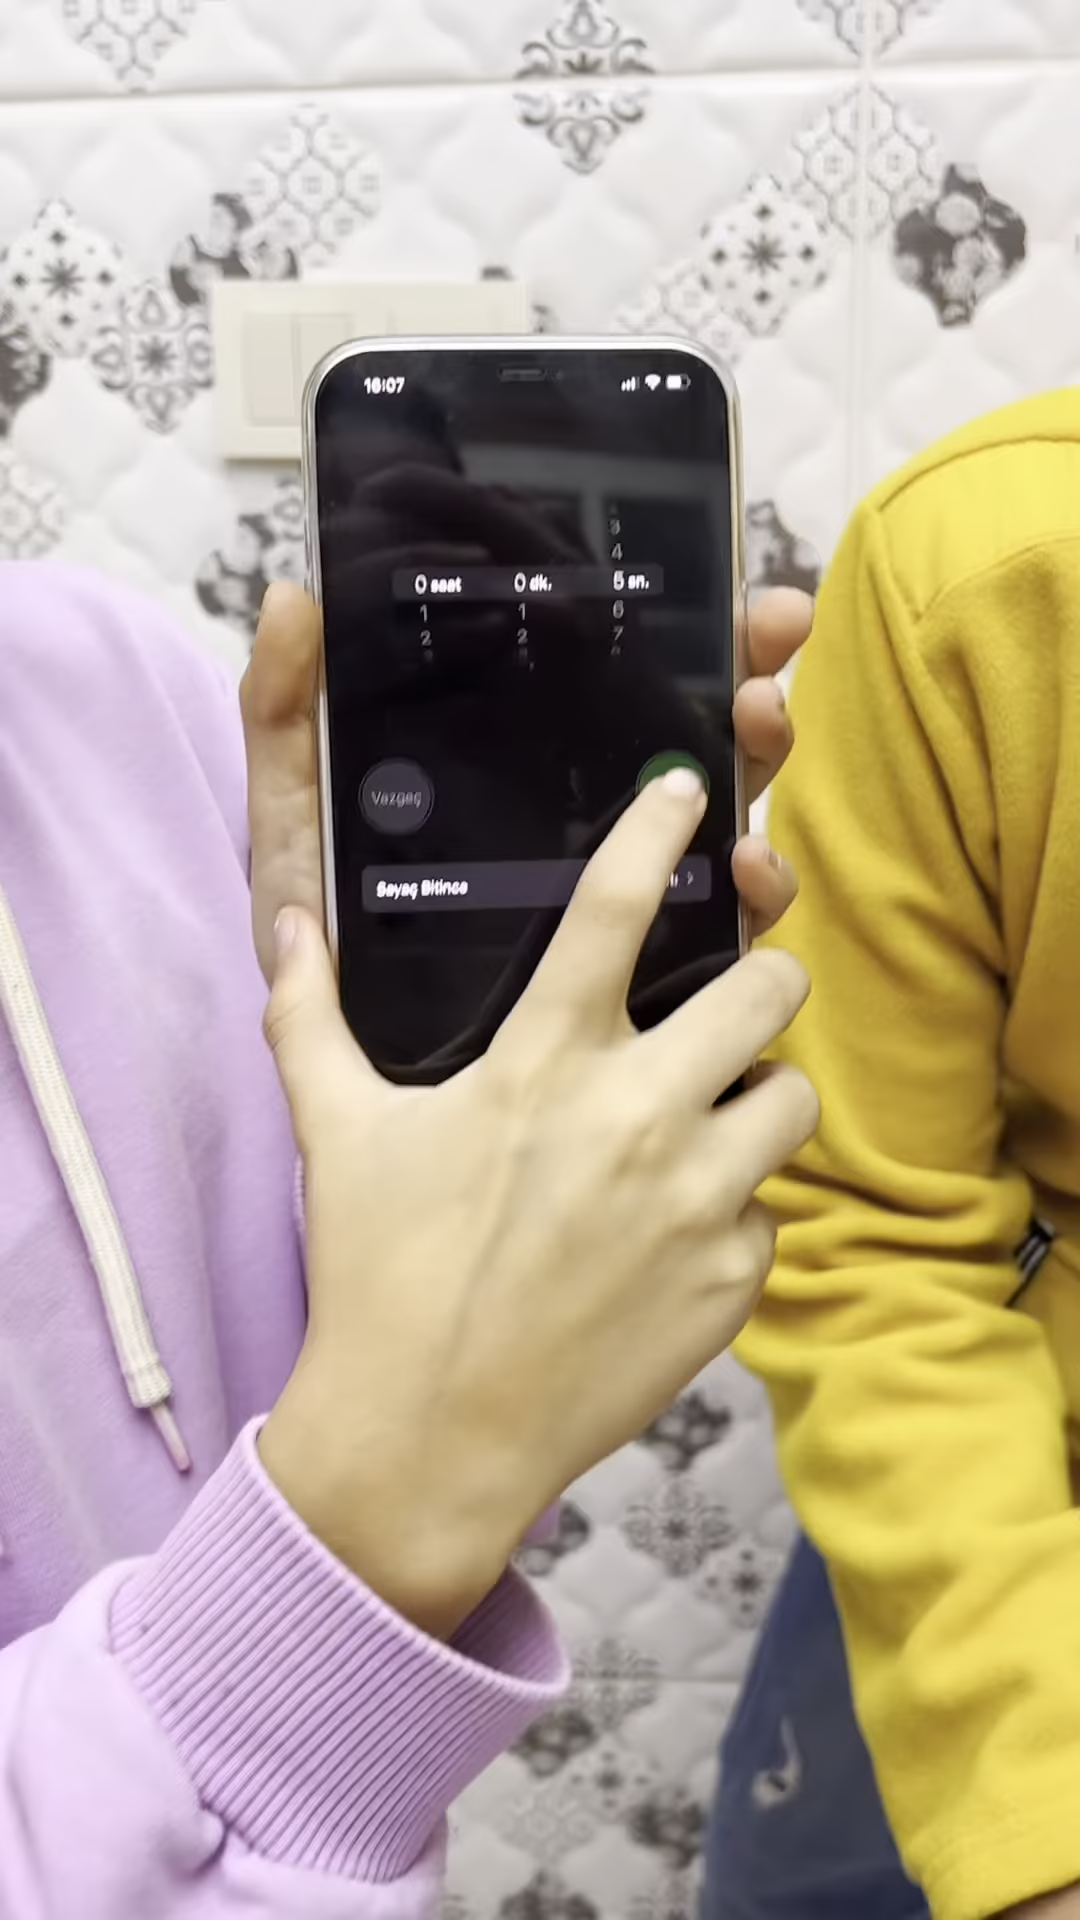 16:07
3
4
0 saat 0 dk. 5 sn.
1 1 6
2 2 7
Vazgeç
Sayaç Bitince